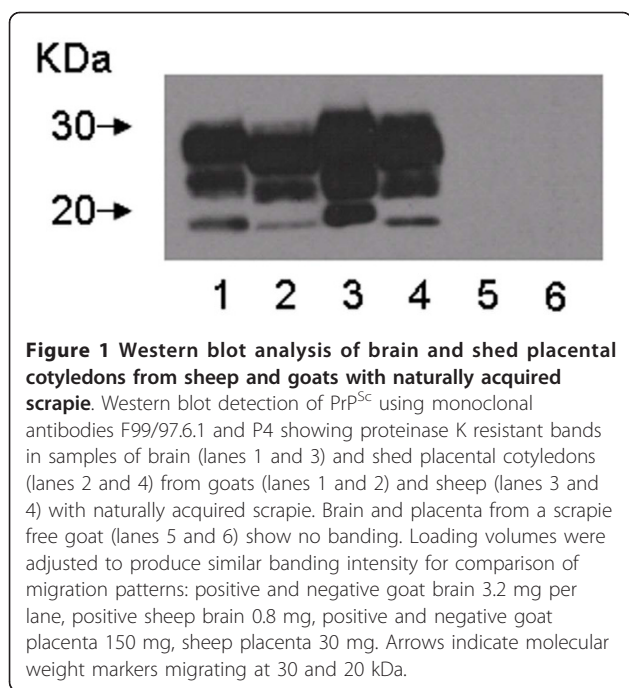 KDa
30→
20→
1 2 3 4 5 6
Figure 1 Western blot analysis of brain and shed placental
cotyledons from sheep and goats with naturally acquired
scrapie. Western blot detection of PrPSc using monoclonal
antibodies F99/97.6.1 and P4 showing proteinase K resistant bands
in samples of brain (lanes 1 and 3) and shed placental cotyledons
(lanes 2 and 4) from goats (lanes 1 and 2) and sheep (lanes 3 and
4) with naturally acquired scrapie. Brain and placenta from a scrapie
free goat (lanes 5 and 6) show no banding. Loading volumes were
adjusted to produce similar banding intensity for comparison of
migration patterns: positive and negative goat brain 3.2 mg per
lane, positive sheep brain 0.8 mg, positive and negative goat
placenta 150 mg, sheep placenta 30 mg. Arrows indicate molecular
weight markers migrating at 30 and 20 kDa.